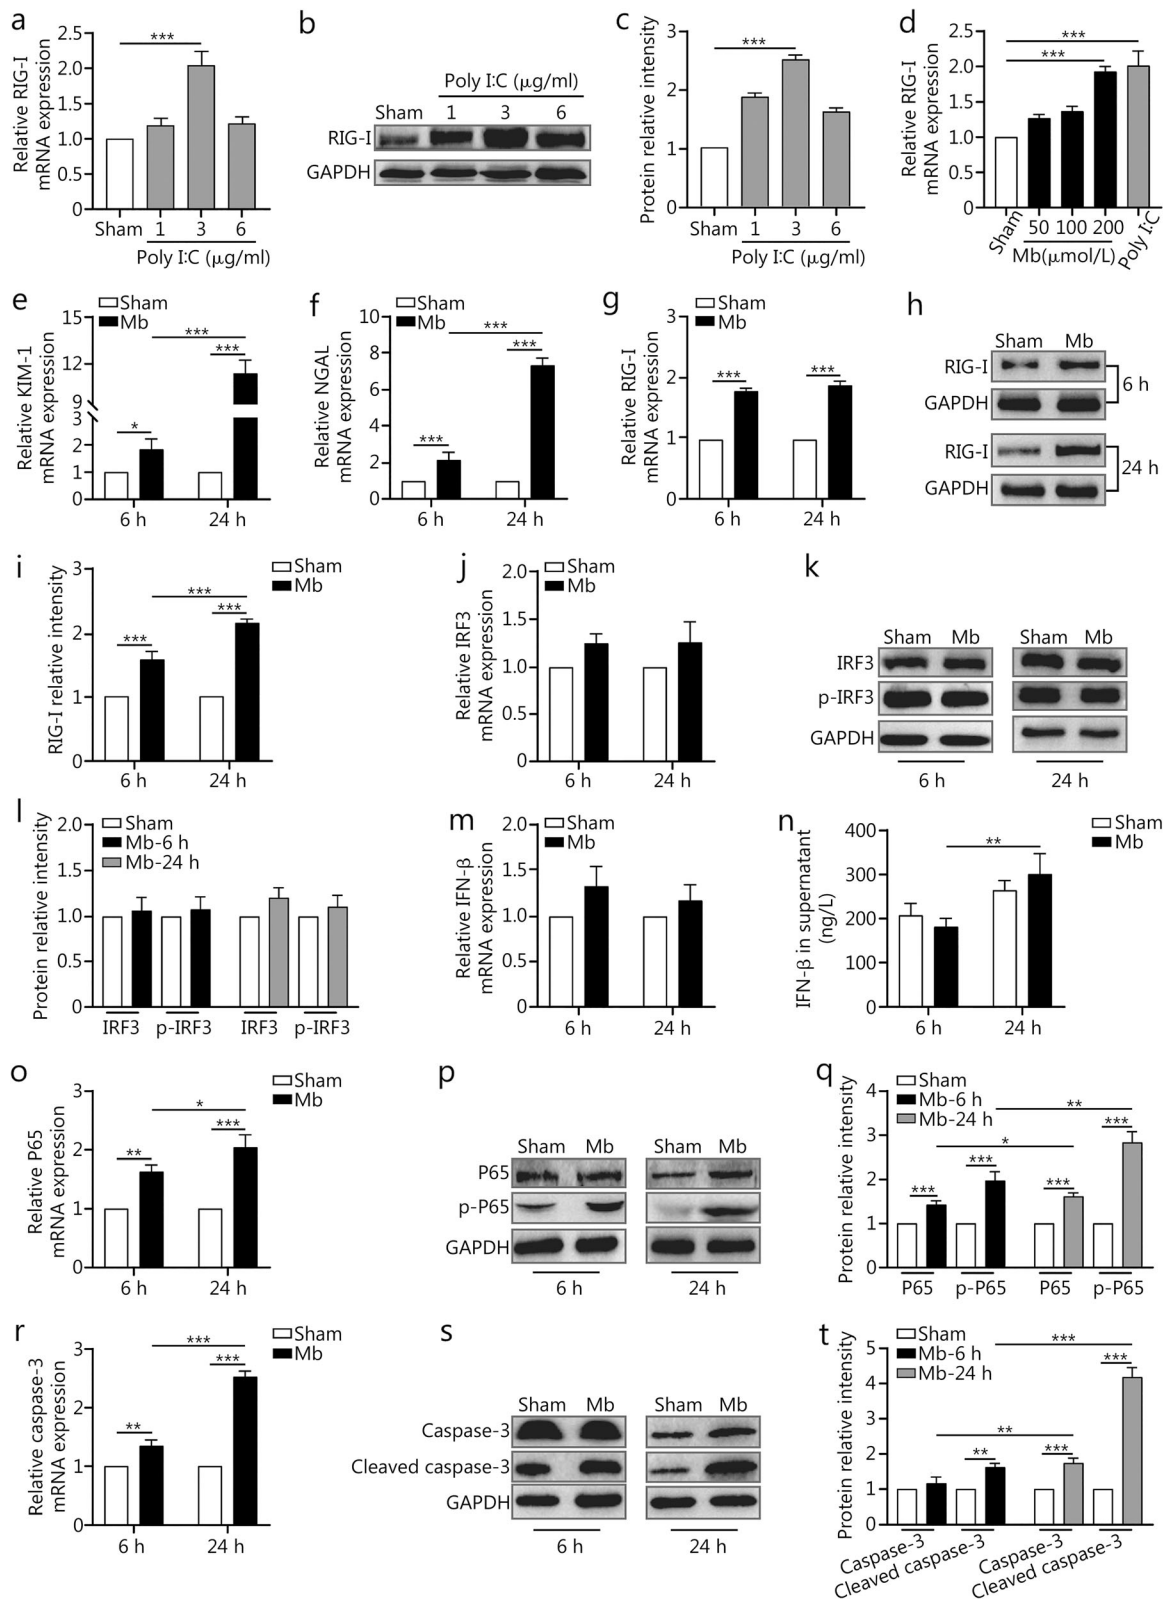 a
Relative RIG-I
mRNA expression
2.5
2.0
1.5
1.0
0.5
0
***
Sham 1 3 6
Poly I:C (μg/ml)
b
Poly I:C (μg/ml)
Sham 1 3 6
RIG-I
GAPDH
c
Protein relative intensity
3
2
1
0
***
Sham 1 3 6
Poly I:C (μg/ml)
d
Relative RIG-I
mRNA expression
2.5
2.0
1.5
1.0
0.5
0
***
***
Sham 50 100 200 Poly I:C
Mb(μmol/L)
e
Sham
Mb
Relative KIM-1
mRNA expression
15
12
9
3
2
1
0
***
***
*
6 h 24 h
f
Sham
Mb
Relative NGAL
mRNA expression
10
8
6
4
2
0
***
***
***
6 h 24 h
g
Sham
Mb
Relative RIG-I
mRNA expression
3
2
1
0
*** ***
6 h 24 h
h
Sham Mb
RIG-I
GAPDH
6 h
RIG-I
GAPDH
24 h
i
Sham
Mb
RIG-I relative intensity
3
2
1
0
***
***
***
6 h 24 h
j
Sham
Mb
Relative IRF3
mRNA expression
2.0
1.5
1.0
0.5
0
6 h 24 h
k
Sham Mb Sham Mb
IRF3
p-IRF3
GAPDH
6 h 24 h
l
Sham
Mb-6 h
Mb-24 h
Protein relative intensity
2.0
1.5
1.0
0.5
0
IRF3 p-IRF3 IRF3 p-IRF3
m
Sham
Mb
Relative IFN-β
mRNA expression
2.0
1.5
1.0
0.5
0
6 h 24 h
n
Sham
Mb
IFN-β in supernatant
(ng/L)
400
300
200
100
0
**
6 h 24 h
o
Sham
Mb
Relative P65
mRNA expression
3
2
1
0
*
***
**
6 h 24 h
p
Sham Mb Sham Mb
P65
p-P65
GAPDH
6 h 24 h
q
Sham
Mb-6 h
Mb-24 h
Protein relative intensity
4
3
2
1
0
**
***
*
***
***
***
P65 p-P65 P65 p-P65
r
Sham
Mb
Relative caspase-3
mRNA expression
3
2
1
0
***
***
**
6 h 24 h
s
Sham Mb Sham Mb
Caspase-3
Cleaved caspase-3
GAPDH
6 h 24 h
t
Sham
Mb-6 h
Mb-24 h
Protein relative intensity
5
4
3
2
1
0
***
***
**
**
***
Caspase-3 Cleaved caspase-3 Caspase-3 Cleaved caspase-3